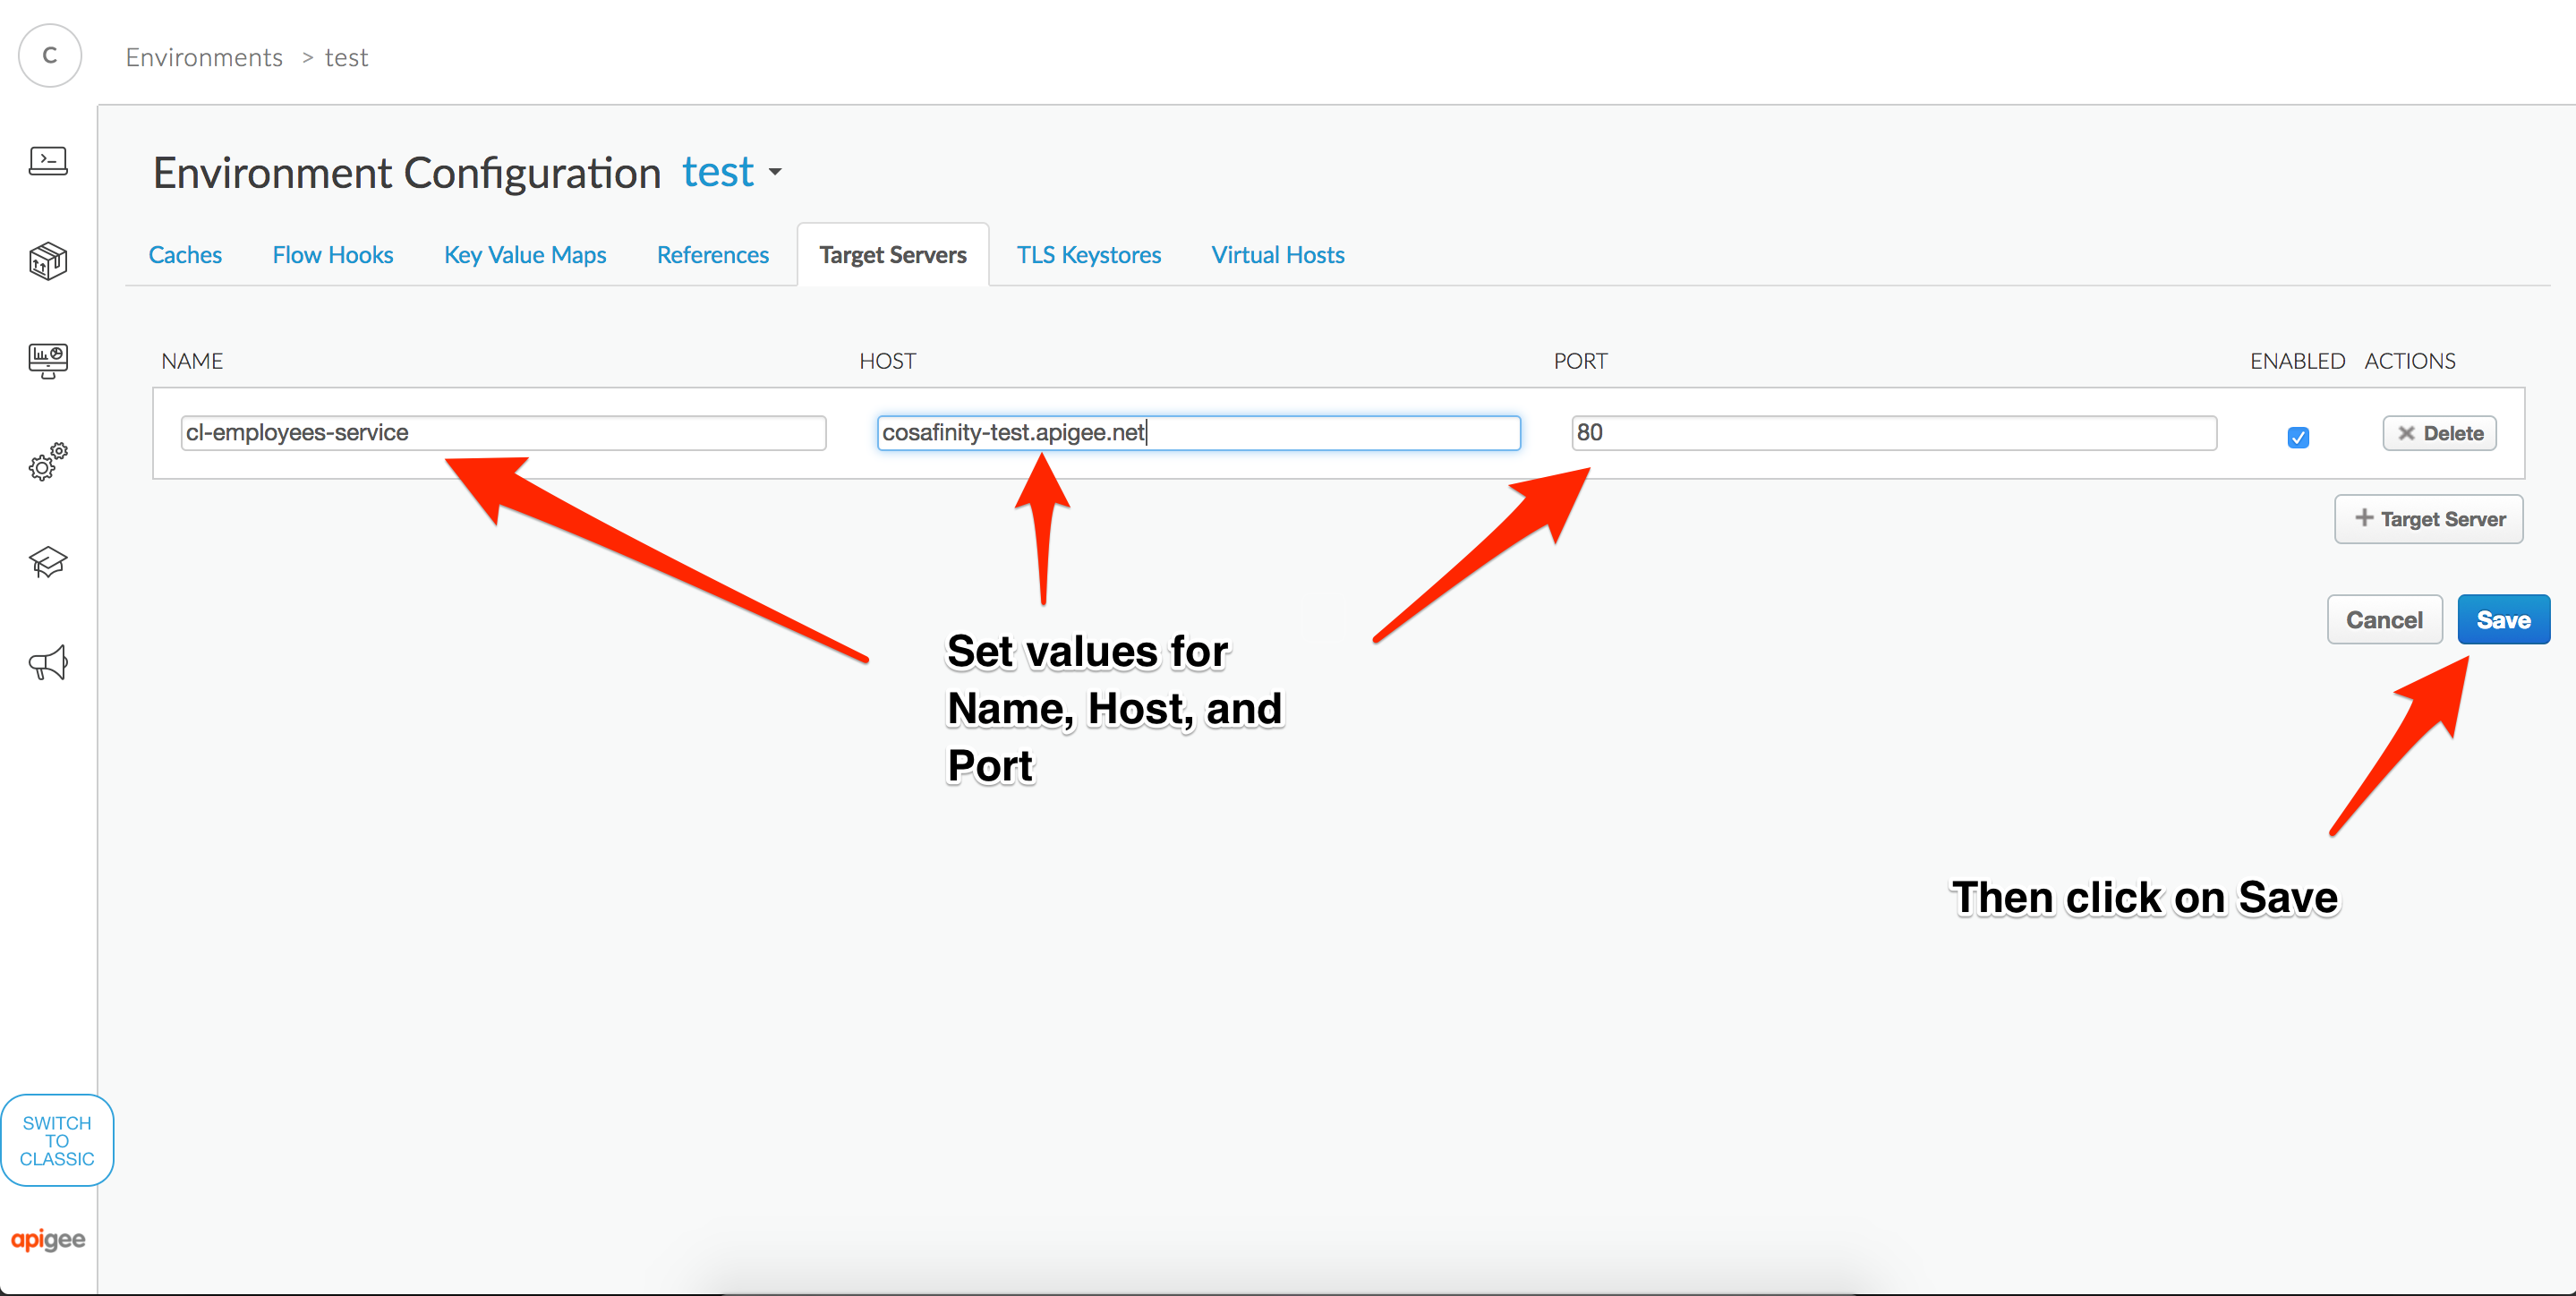 C
Environments > test
Environment Configuration test
Caches Flow Hooks Key Value Maps References Target Servers TLS Keystores Virtual Hosts
NAME HOST PORT ENABLED ACTIONS
cl-employees-service cosafinity-test.apigee.net 80 Delete
+ Target Server
Cancel Save
Set values for
Name, Host, and
Port
Then click on Save
SWITCH
TO
CLASSIC
apigee